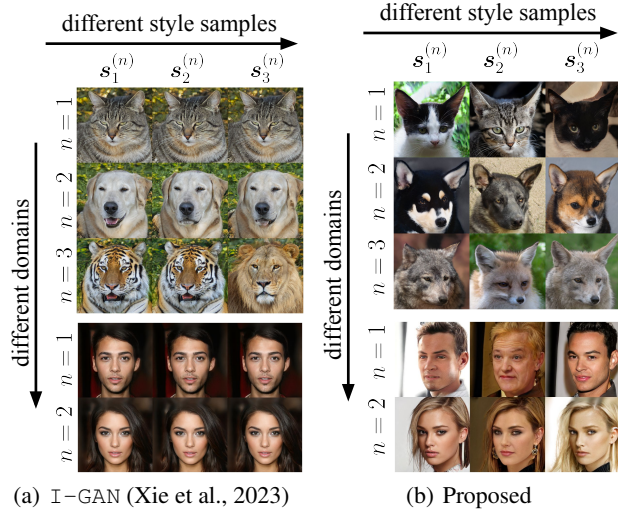 different style samples
s_1^{(n)} s_2^{(n)} s_3^{(n)}
different domains
n = 1
n = 2
n = 3
n = 1
n = 2
(a) I-GAN (Xie et al., 2023)
different style samples
s_1^{(n)} s_2^{(n)} s_3^{(n)}
different domains
n = 1
n = 2
n = 3
n = 1
n = 2
(b) Proposed